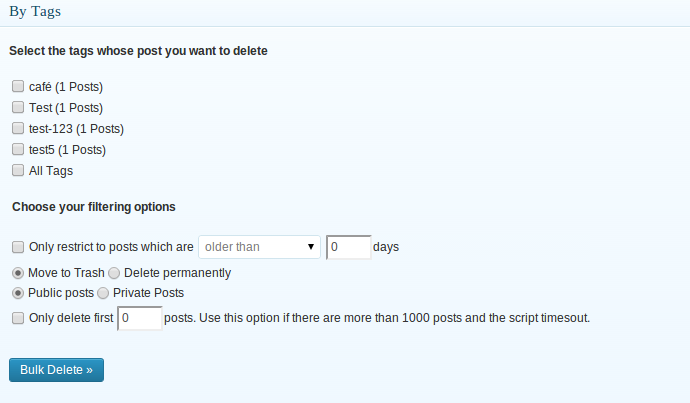 By Tags
Select the tags whose post you want to delete
café (1 Posts)
Test (1 Posts)
test-123 (1 Posts)
test5 (1 Posts)
All Tags
Choose your filtering options
Only restrict to posts which are older than 0 days
Move to Trash Delete permanently
Public posts Private Posts
Only delete first 0 posts. Use this option if there are more than 1000 posts and the script timesout.
Bulk Delete »